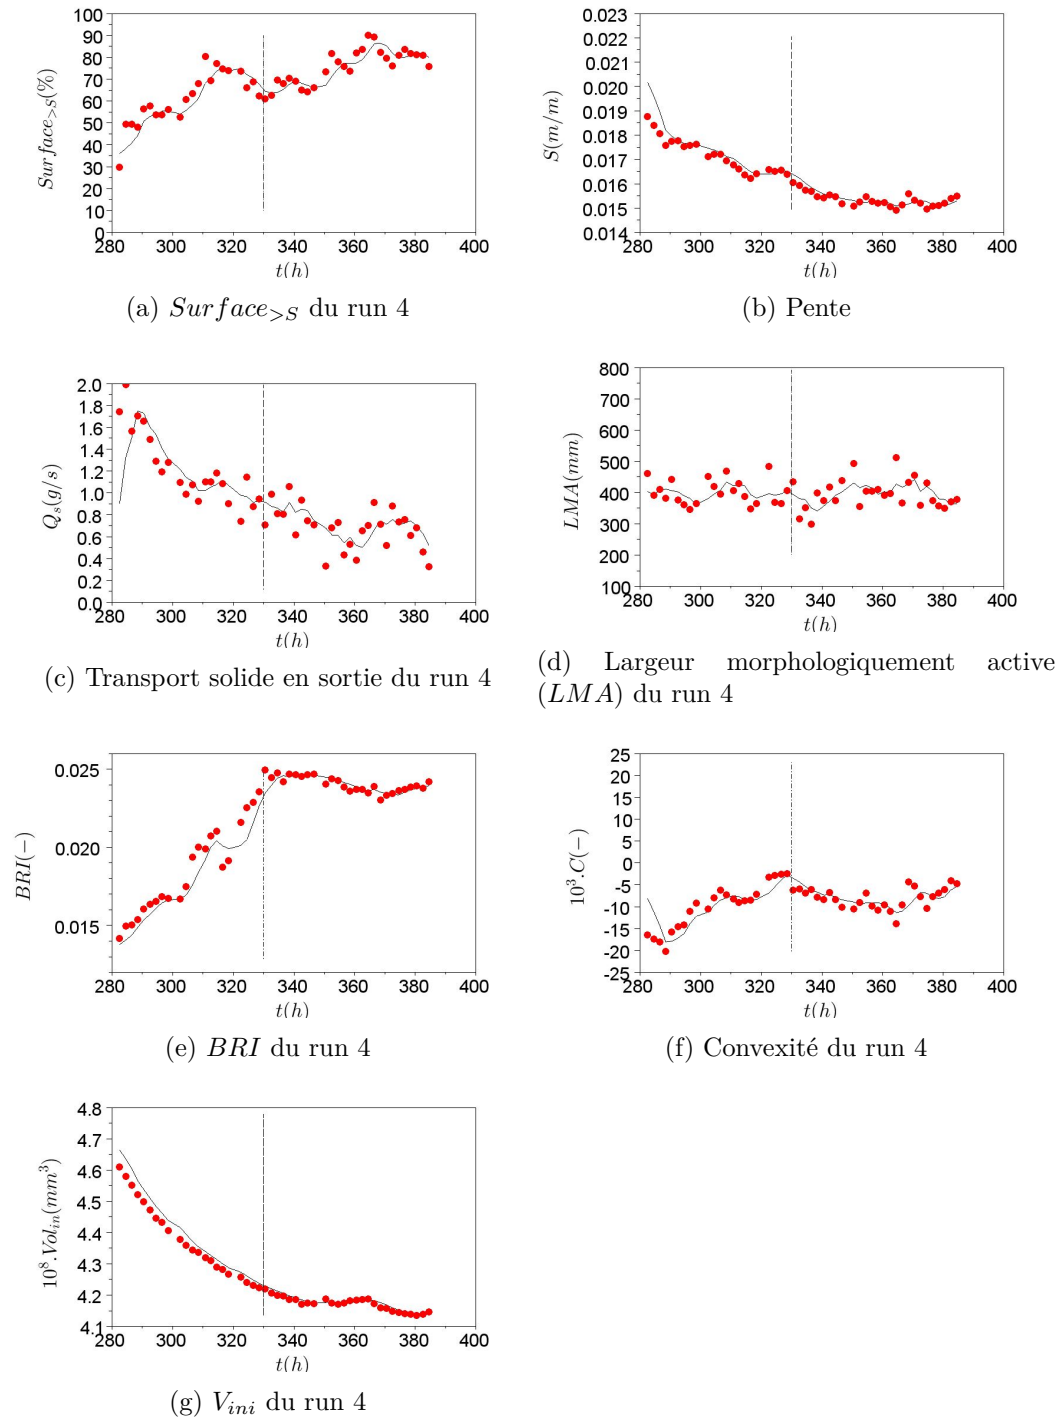 100
90
80
70
60
50
40
30
20
10
0
Surface>S(%)
280 300 320 340 360 380 400
t(h)
(a) Surface>S du run 4
0.023
0.022
0.021
0.020
0.019
0.018
0.017
0.016
0.015
0.014
S(m/m)
280 300 320 340 360 380 400
t(h)
(b) Pente
2.0
1.8
1.6
1.4
1.2
1.0
0.8
0.6
0.4
0.2
0.0
Qs(g/s)
280 300 320 340 360 380 400
t(h)
(c) Transport solide en sortie du run 4
800
700
600
500
400
300
200
100
LMA(mm)
280 300 320 340 360 380 400
t(h)
(d) Largeur morphologiquement active
(LMA) du run 4
0.025
0.020
0.015
BRI(−)
280 300 320 340 360 380 400
t(h)
(e) BRI du run 4
25
20
15
10
5
0
-5
-10
-15
-20
-25
10³.C(−)
280 300 320 340 360 380 400
t(h)
(f) Convexité du run 4
4.8
4.7
4.6
4.5
4.4
4.3
4.2
4.1
10⁸.Volin(mm³)
280 300 320 340 360 380 400
t(h)
(g) Vini du run 4